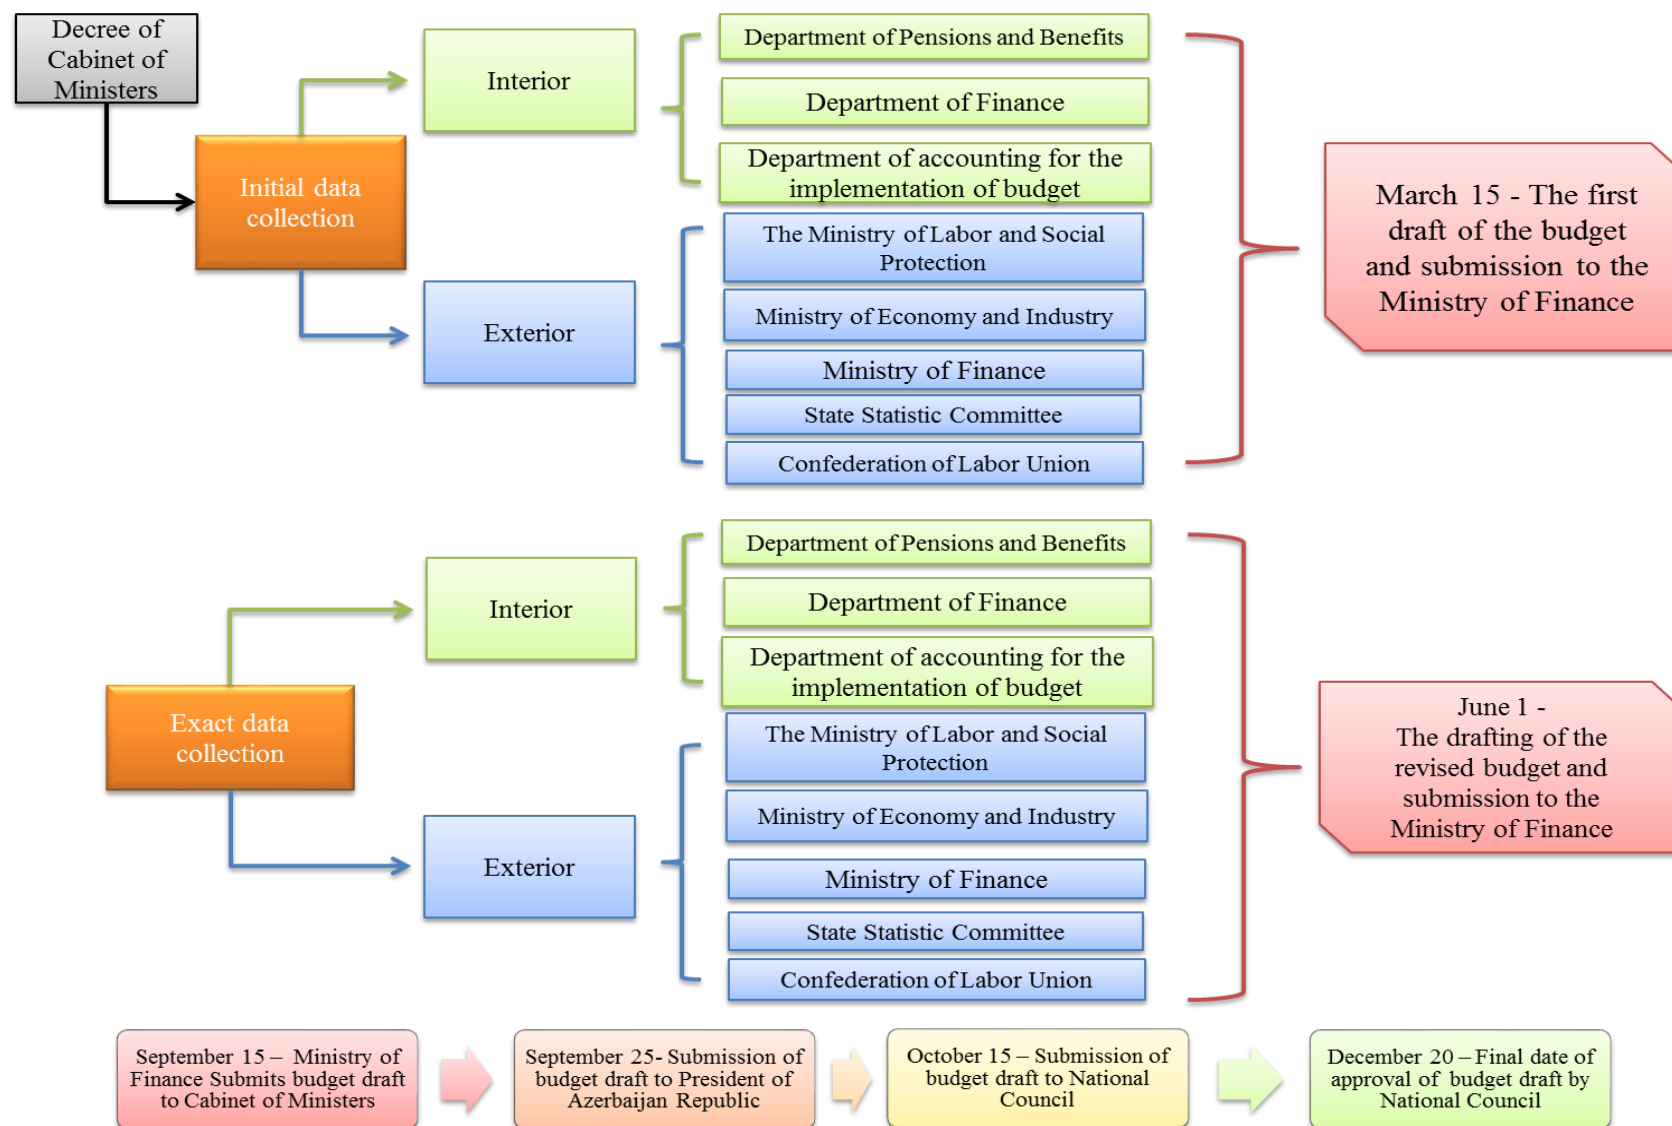 Decree of
Cabinet of
Ministers
Initial data
collection
Interior
Department of Pensions and Benefits
Department of Finance
Department of accounting for the
implementation of budget
Exterior
The Ministry of Labor and Social
Protection
Ministry of Economy and Industry
Ministry of Finance
State Statistic Committee
Confederation of Labor Union
March 15 - The first
draft of the budget
and submission to the
Ministry of Finance
Exact data
collection
Interior
Department of Pensions and Benefits
Department of Finance
Department of accounting for the
implementation of budget
Exterior
The Ministry of Labor and Social
Protection
Ministry of Economy and Industry
Ministry of Finance
State Statistic Committee
Confederation of Labor Union
June 1 -
The drafting of the
revised budget and
submission to the
Ministry of Finance
September 15 – Ministry of
Finance Submits budget draft
to Cabinet of Ministers
September 25- Submission of
budget draft to President of
Azerbaijan Republic
October 15 – Submission of
budget draft to National
Council
December 20 – Final date of
approval of budget draft by
National Council